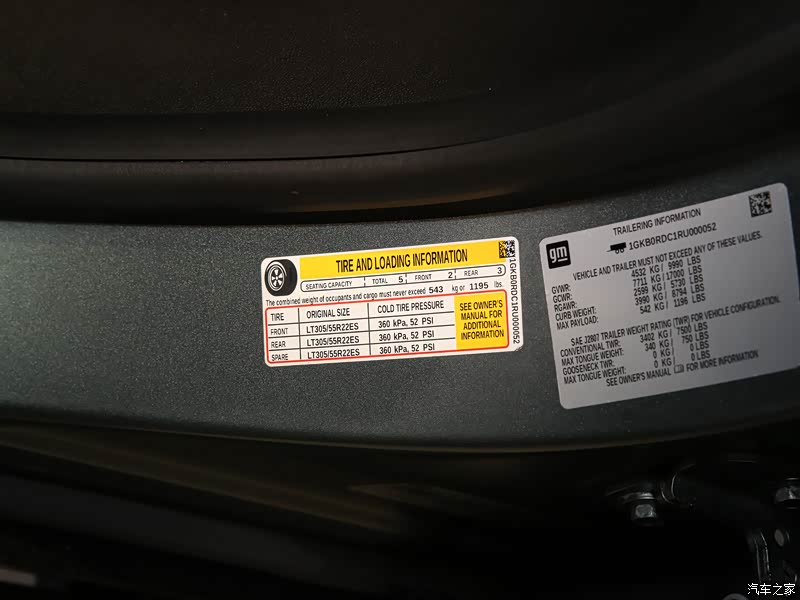 TIRE AND LOADING INFORMATION
SEATING CAPACITY TOTAL 5 FRONT 2 REAR 3
The combined weight of occupants and cargo must never exceed 543 kg or 1195 lbs.
TIRE ORIGINAL SIZE COLD TIRE PRESSURE
FRONT LT305/55R22ES 360 kPa, 52 PSI
REAR LT305/55R22ES 360 kPa, 52 PSI
SPARE LT305/55R22ES 360 kPa, 52 PSI
SEE OWNER'S
MANUAL FOR
ADDITIONAL
INFORMATION
1GKB0RDC1RU000052
gm
TRAILERING INFORMATION
1GKB0RDC1RU000052
VEHICLE AND TRAILER MUST NOT EXCEED ANY OF THESE VALUES.
GVWR: 4532 KG / 9990 LBS
GCWR: 7711 KG / 17000 LBS
RGAWR: 2599 KG / 5730 LBS
CURB WEIGHT: 3990 KG / 8794 LBS
MAX PAYLOAD: 542 KG / 1196 LBS
SAE J2807 TRAILER WEIGHT RATING (TWR) FOR VEHICLE CONFIGURATION.
CONVENTIONAL TWR: 3402 KG / 7500 LBS
MAX TONGUE WEIGHT: 340 KG / 750 LBS
GOOSENECK TWR: 0 KG / 0 LBS
MAX TONGUE WEIGHT: 0 KG / 0 LBS
SEE OWNER'S MANUAL FOR MORE INFORMATION
汽车之家